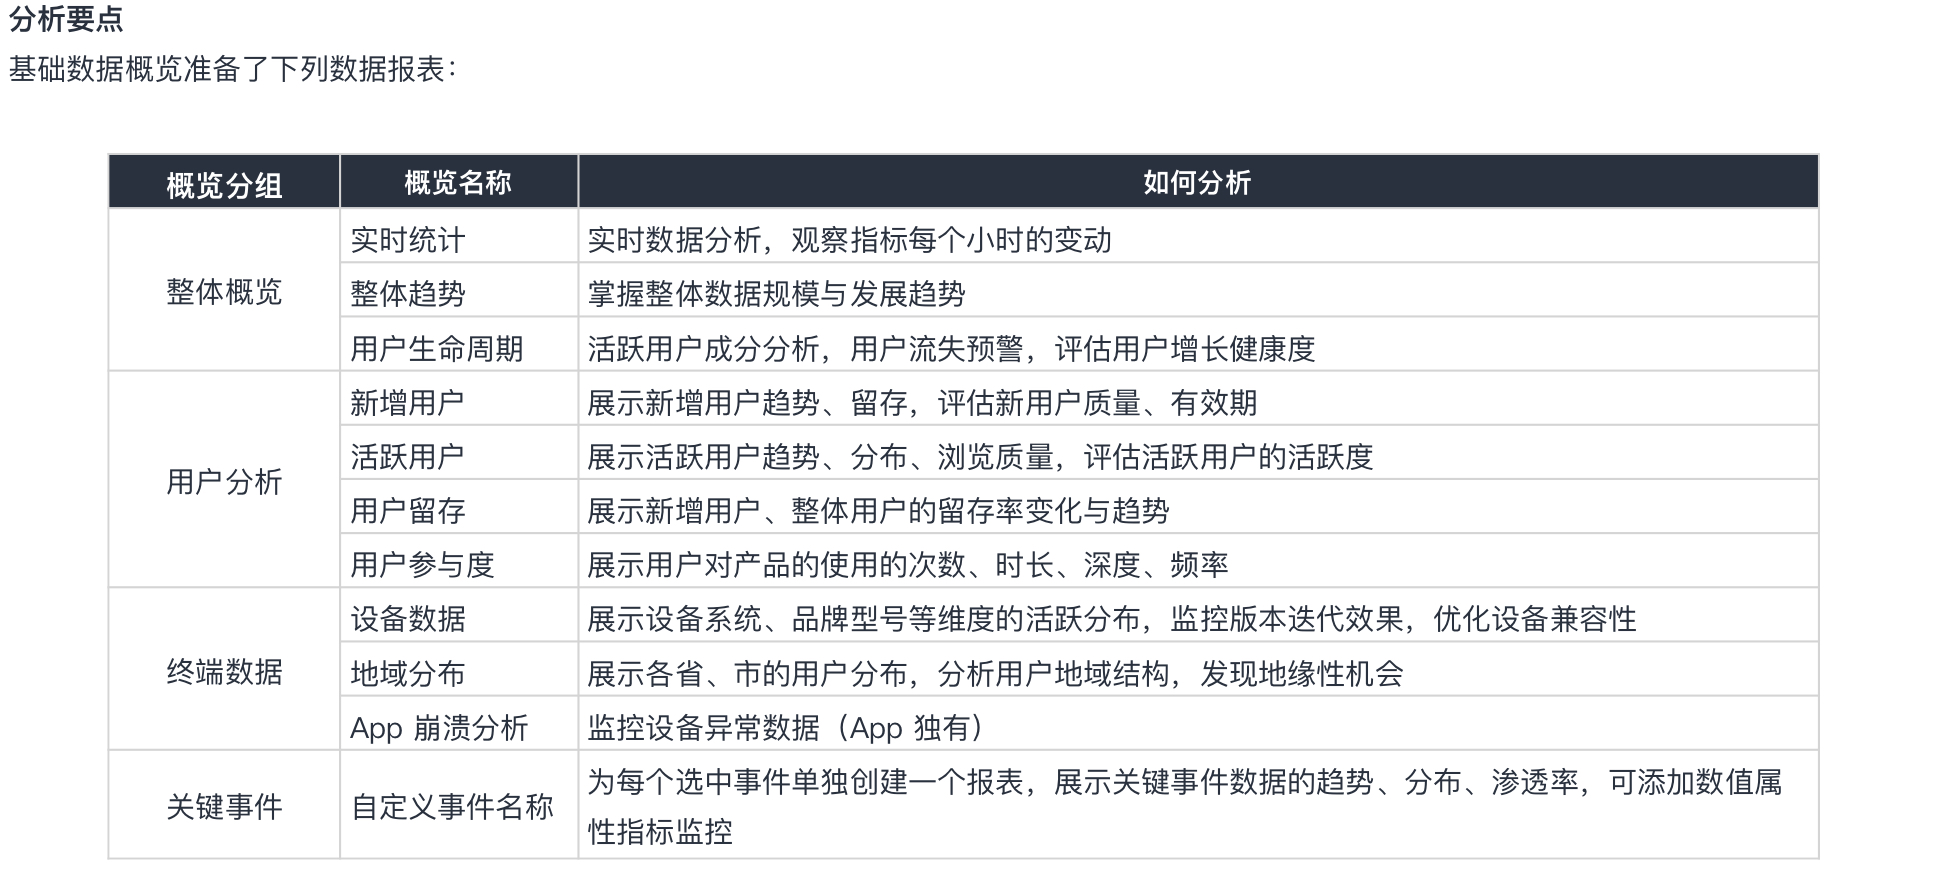 分析要点
基础数据概览准备了下列数据报表：
概览分组 概览名称 如何分析
整体概览
实时统计 实时数据分析，观察指标每个小时的变动
整体趋势 掌握整体数据规模与发展趋势
用户生命周期 活跃用户成分分析，用户流失预警，评估用户增长健康度
用户分析
新增用户 展示新增用户趋势、留存，评估新用户质量、有效期
活跃用户 展示活跃用户趋势、分布、浏览质量，评估活跃用户的活跃度
用户留存 展示新增用户、整体用户的留存率变化与趋势
用户参与度 展示用户对产品的使用的次数、时长、深度、频率
终端数据
设备数据 展示设备系统、品牌型号等维度的活跃分布，监控版本迭代效果，优化设备兼容性
地域分布 展示各省、市的用户分布，分析用户地域结构，发现地缘性机会
App 崩溃分析 监控设备异常数据（App 独有）
关键事件
自定义事件名称 为每个选中事件单独创建一个报表，展示关键事件数据的趋势、分布、渗透率，可添加数值属
性指标监控